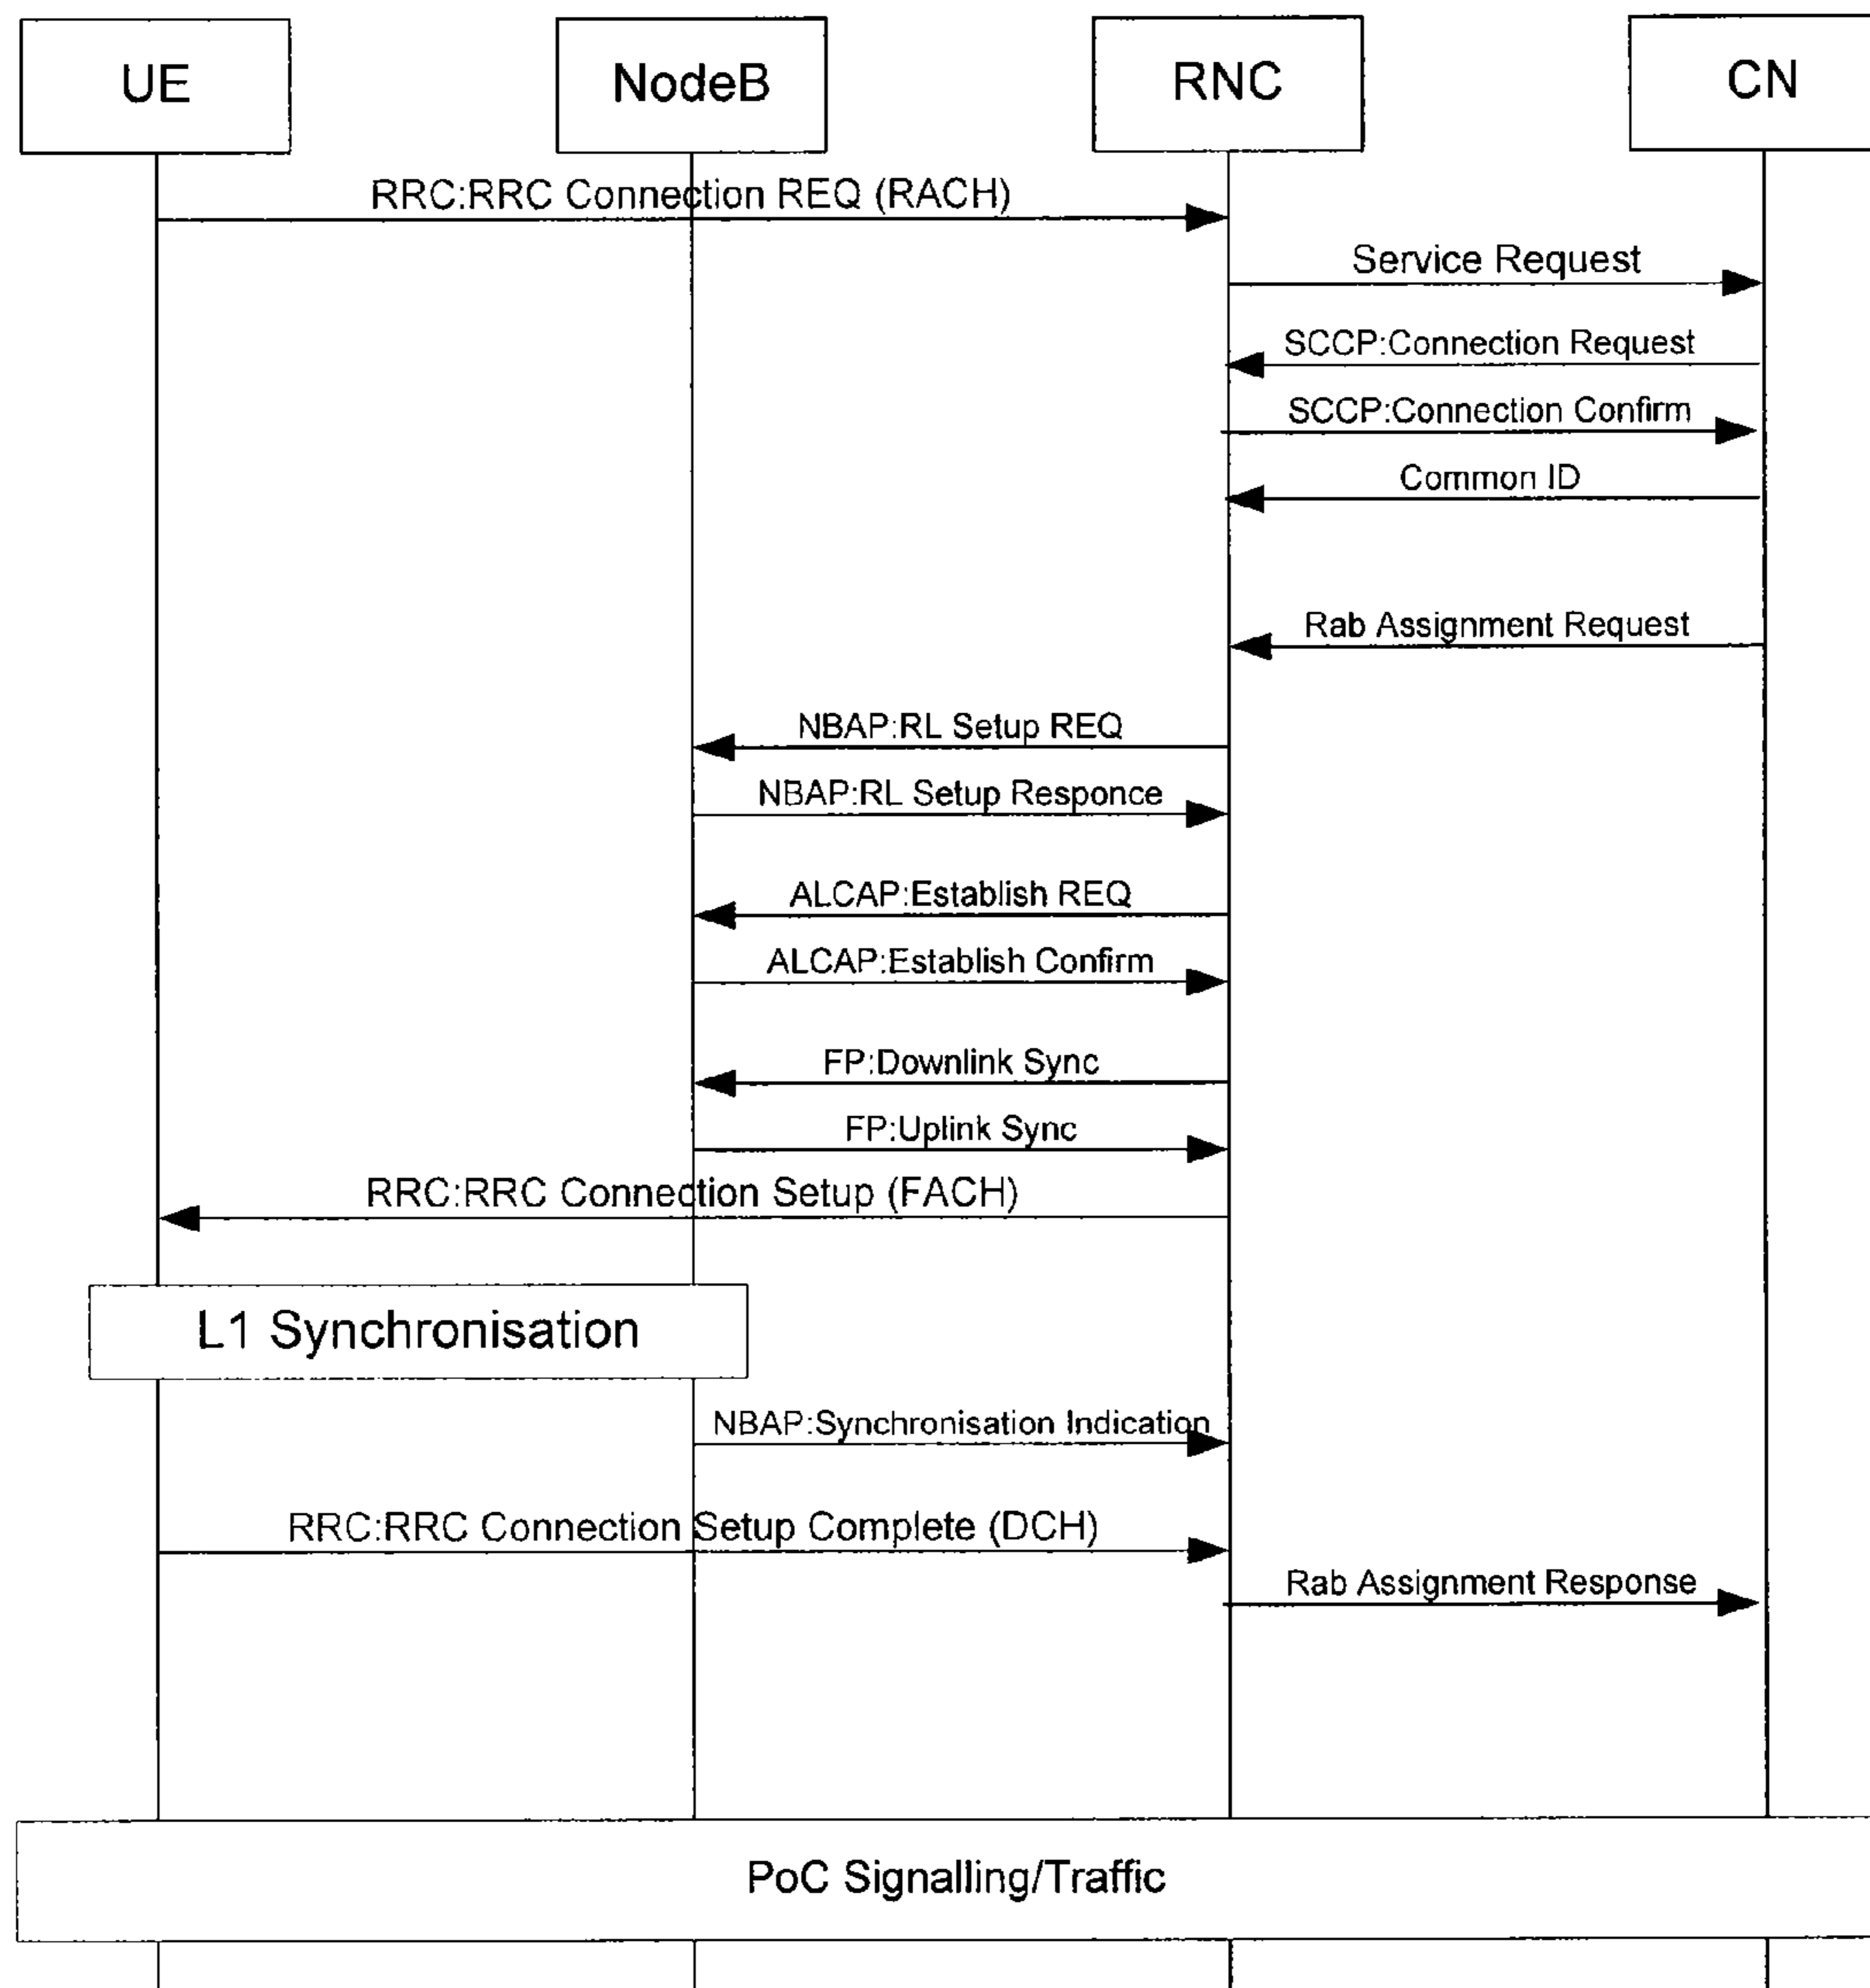 UE
NodeB
RNC
CN
RRC:RRC Connection REQ (RACH)
Service Request
SCCP:Connection Request
SCCP:Connection Confirm
Common ID
Rab Assignment Request
NBAP:RL Setup REQ
NBAP:RL Setup Responce
ALCAP:Establish REQ
ALCAP:Establish Confirm
FP:Downlink Sync
FP:Uplink Sync
RRC:RRC Connection Setup (FACH)
L1 Synchronisation
NBAP:Synchronisation Indication
RRC:RRC Connection Setup Complete (DCH)
Rab Assignment Response
PoC Signalling/Traffic